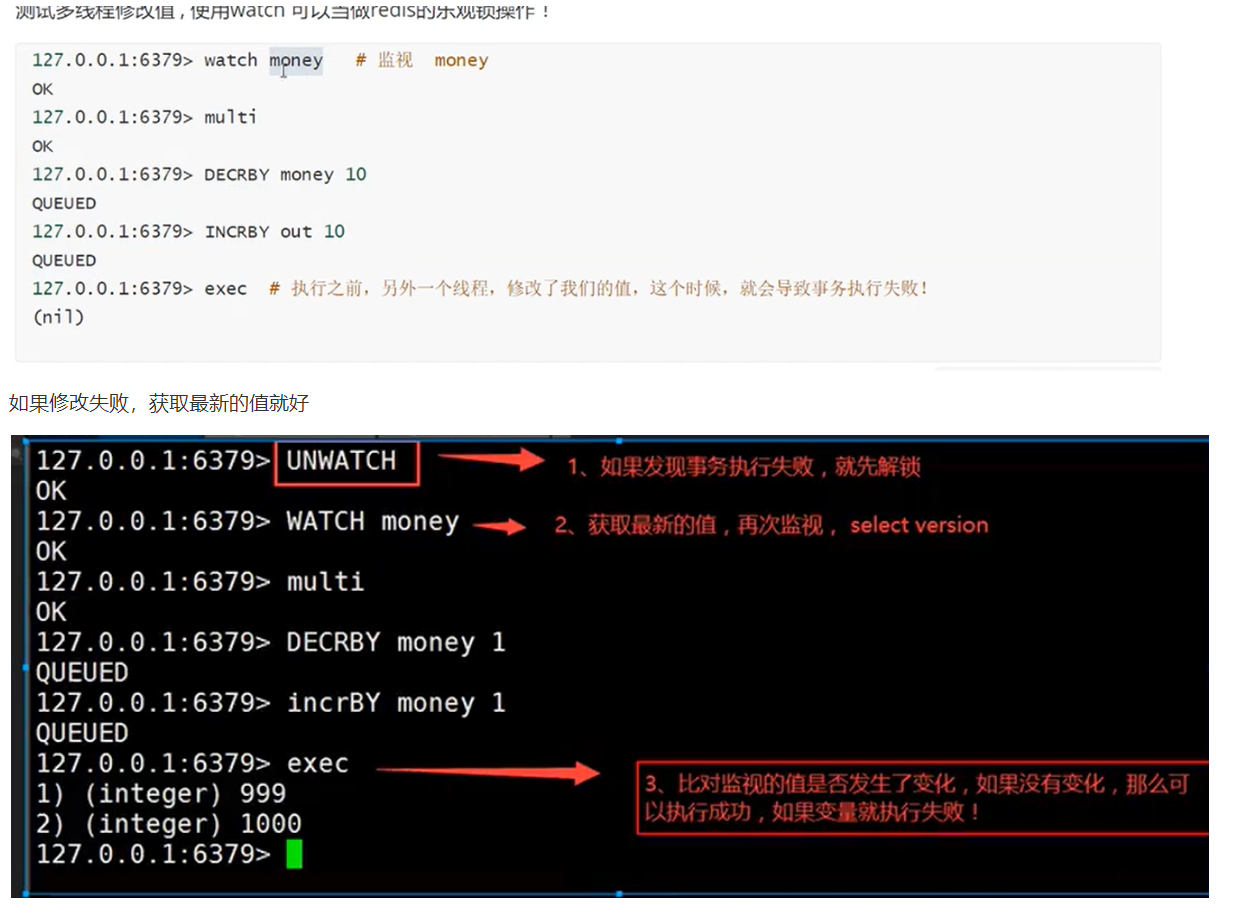 测试多线程修改值 , 使用watch 可以当做redis的乐观锁操作！
127.0.0.1:6379> watch money # 监视 money
OK
127.0.0.1:6379> multi
OK
127.0.0.1:6379> DECRBY money 10
QUEUED
127.0.0.1:6379> INCRBY out 10
QUEUED
127.0.0.1:6379> exec # 执行之前，另外一个线程，修改了我们的值，这个时候，就会导致事务执行失败！
(nil)
如果修改失败，获取最新的值就好
127.0.0.1:6379> UNWATCH 1、如果发现事务执行失败，就先解锁
OK
127.0.0.1:6379> WATCH money 2、获取最新的值，再次监视，select version
OK
127.0.0.1:6379> multi
OK
127.0.0.1:6379> DECRBY money 1
QUEUED
127.0.0.1:6379> incrBY money 1
QUEUED
127.0.0.1:6379> exec
1) (integer) 999
2) (integer) 1000
127.0.0.1:6379>
3、比对监视的值是否发生了变化，如果没有变化，那么可
以执行成功，如果变量就执行失败！